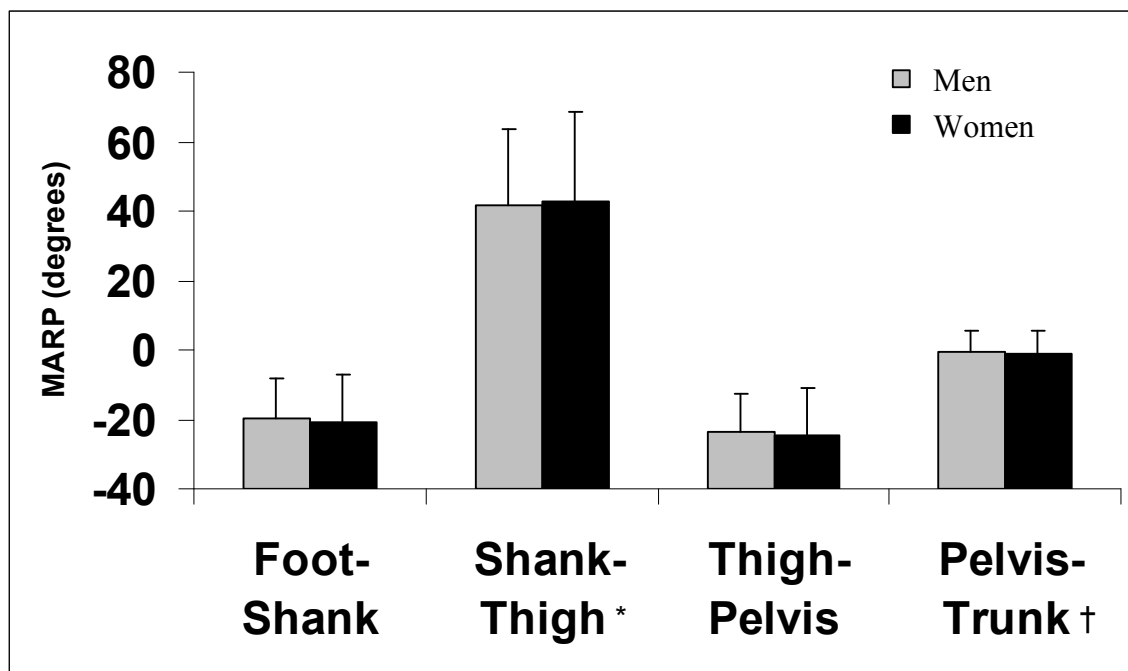 80
60
40
20
0
-20
-40
MARP (degrees)
Men
Women
Foot-
Shank
Shank-
Thigh *
Thigh-
Pelvis
Pelvis-
Trunk †